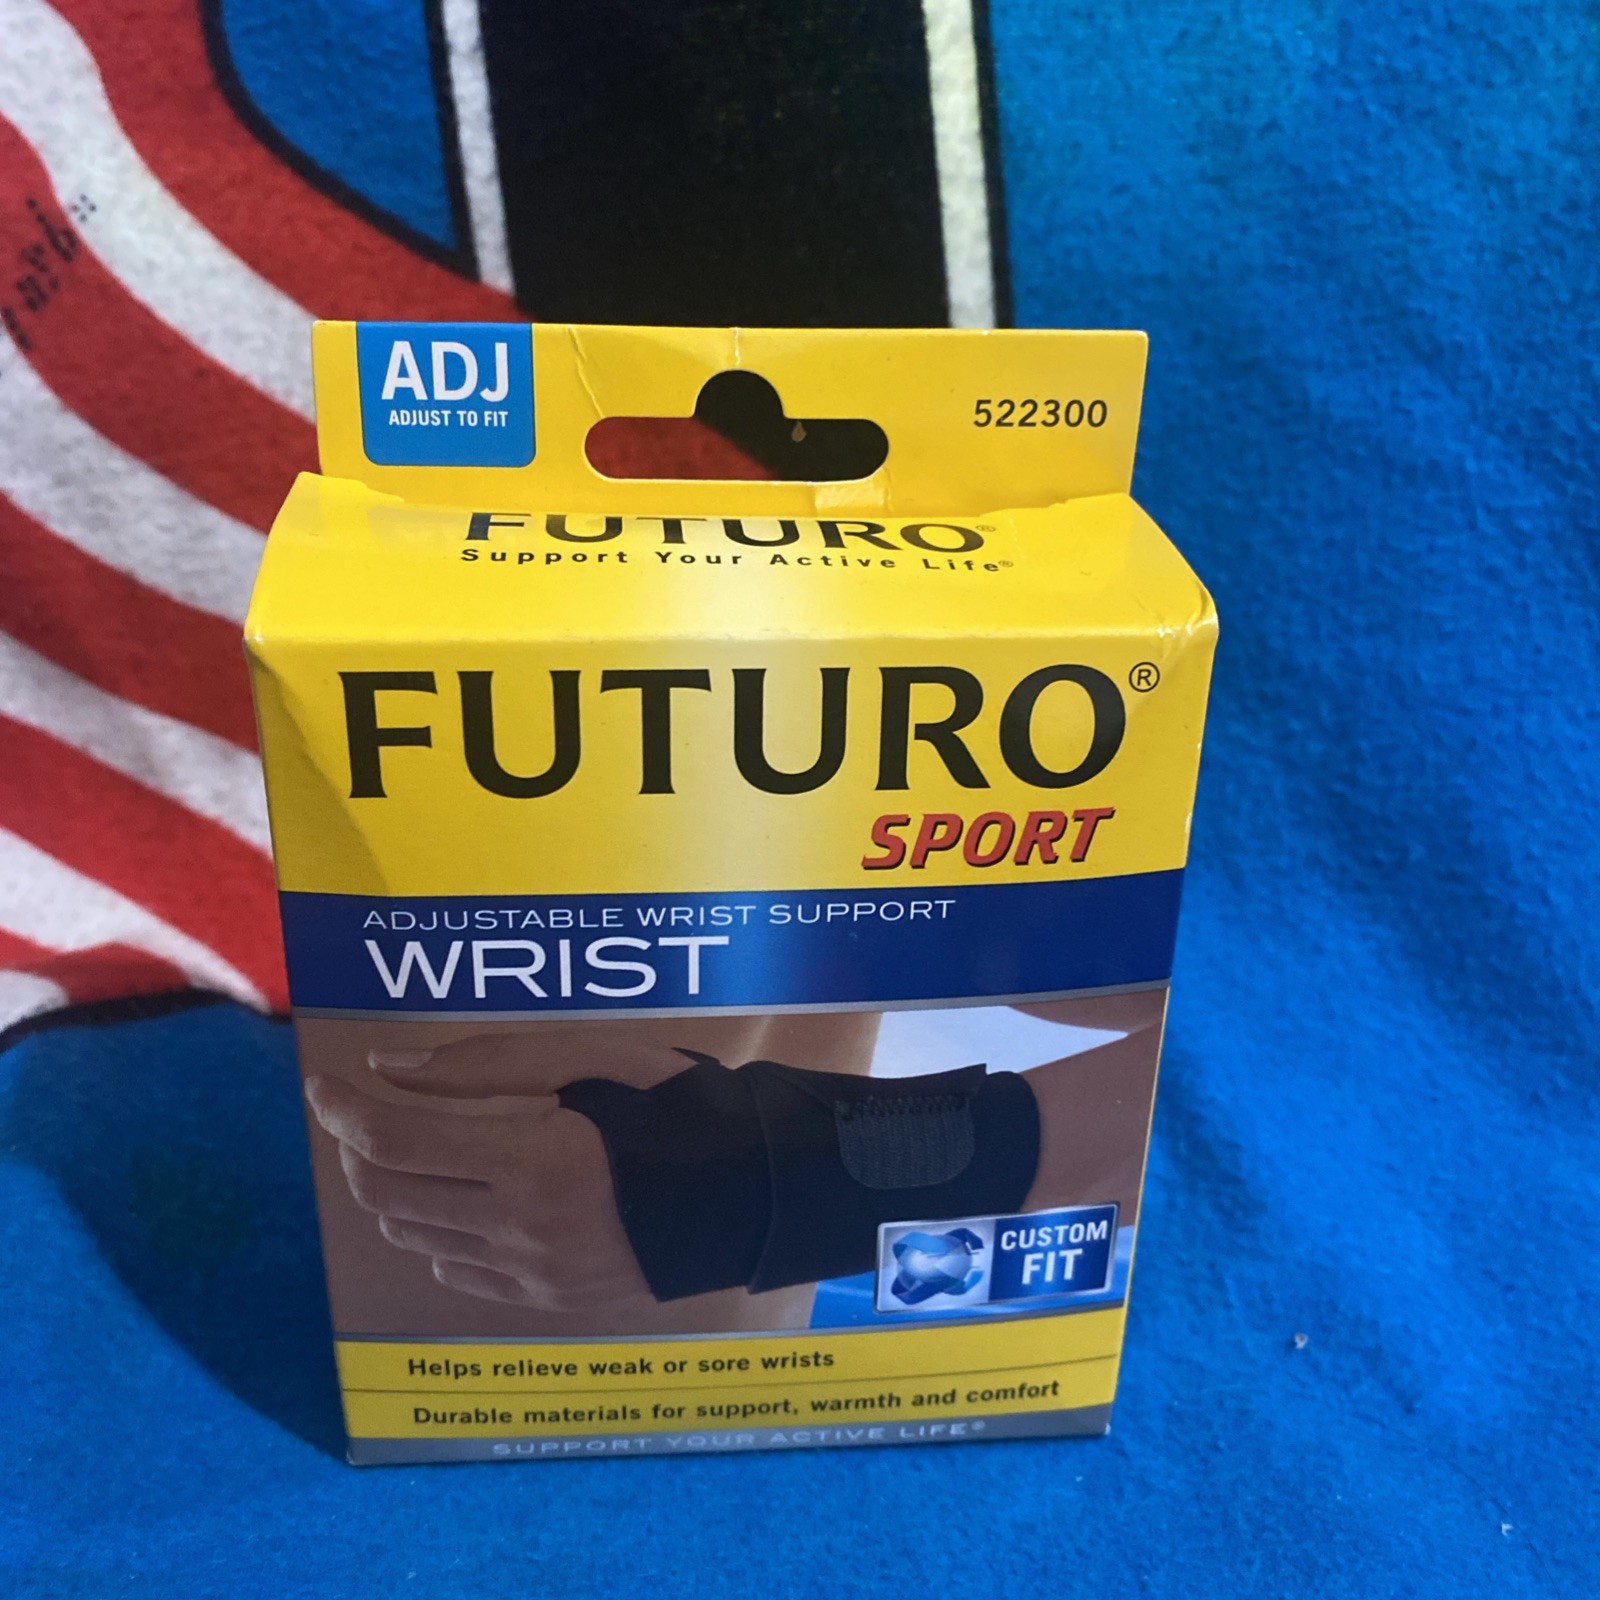 ADJ
ADJUST TO FIT
522300
FUTURO®
Support Your Active Life®
FUTURO®
SPORT
ADJUSTABLE WRIST SUPPORT
WRIST
CUSTOM
FIT
Helps relieve weak or sore wrists
Durable materials for support, warmth and comfort
SUPPORT YOUR ACTIVE LIFE®